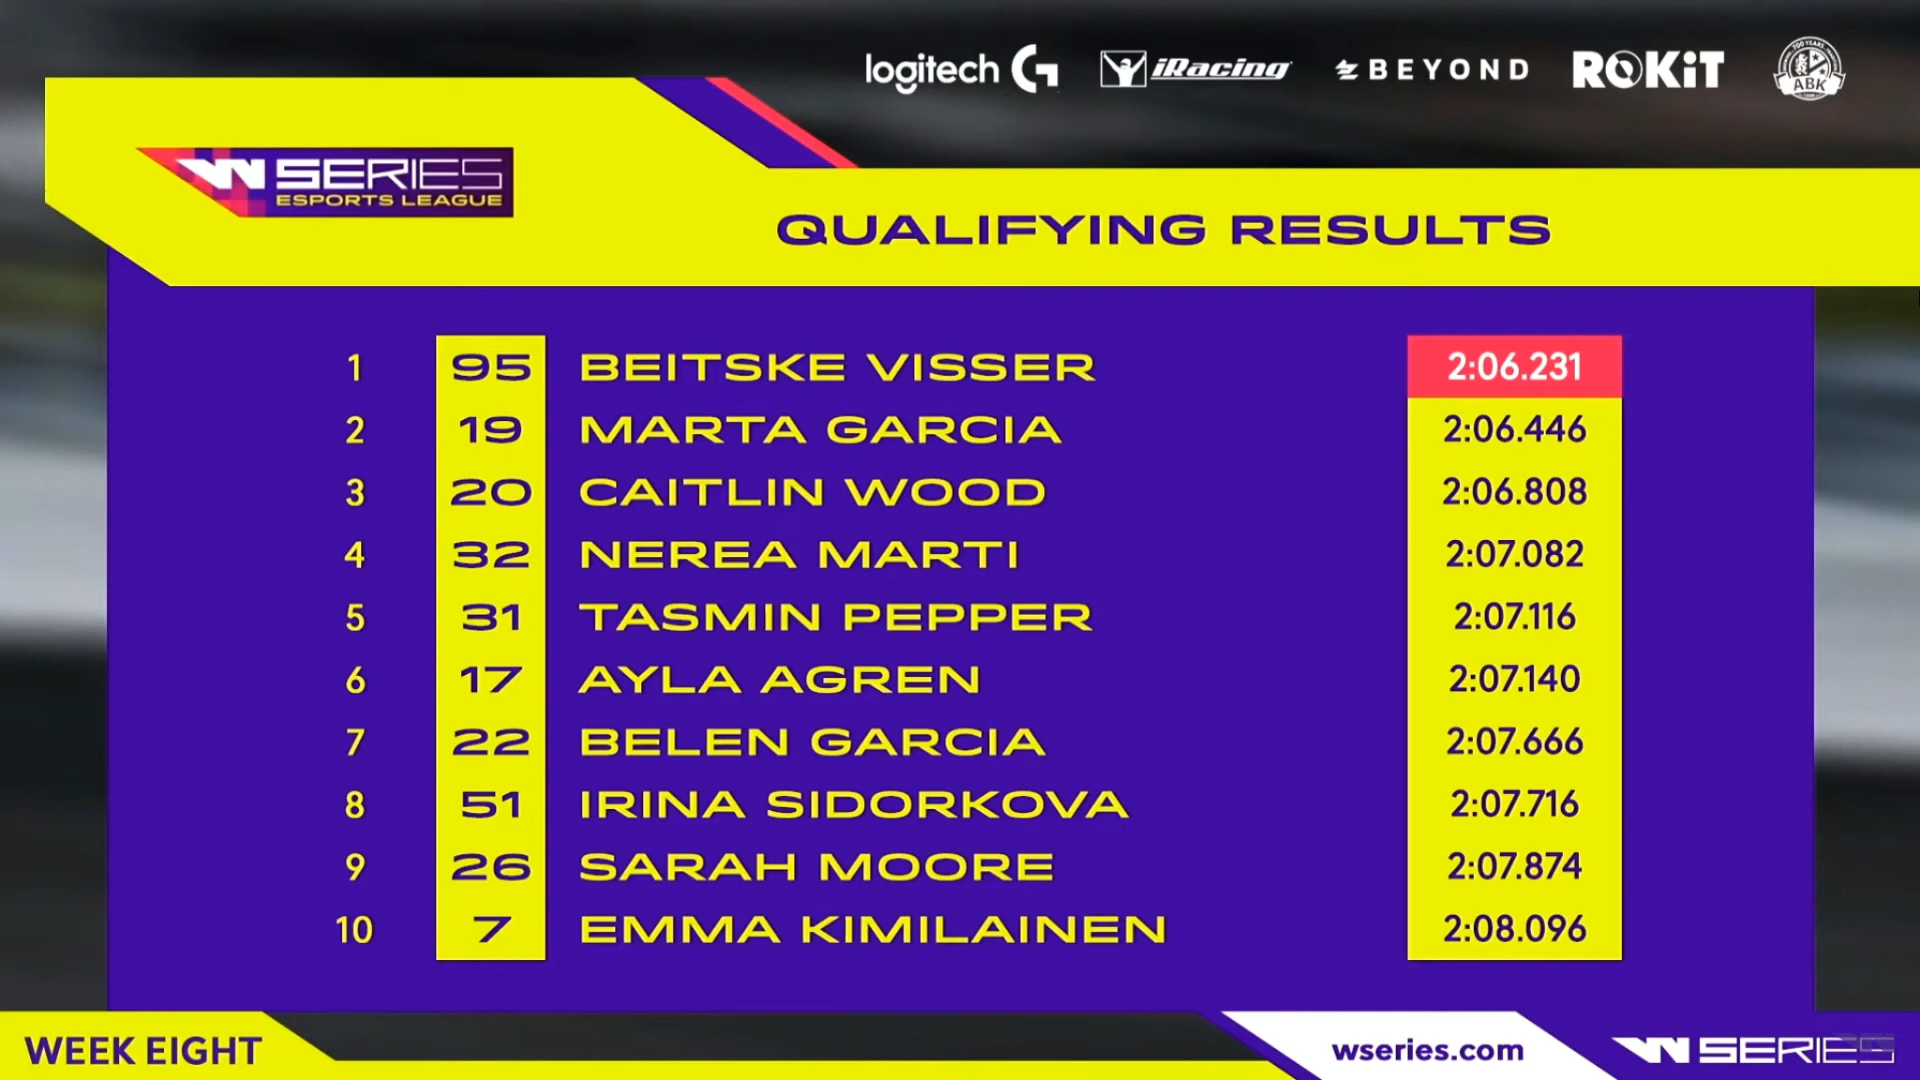 logitech G iRacing BEYOND ROKiT 700 YEARS ABK
W SERIES
ESPORTS LEAGUE
QUALIFYING RESULTS
1 95 BEITSKE VISSER 2:06.231
2 19 MARTA GARCIA 2:06.446
3 20 CAITLIN WOOD 2:06.808
4 32 NEREA MARTI 2:07.082
5 31 TASMIN PEPPER 2:07.116
6 17 AYLA AGREN 2:07.140
7 22 BELEN GARCIA 2:07.666
8 51 IRINA SIDORKOVA 2:07.716
9 26 SARAH MOORE 2:07.874
10 7 EMMA KIMILAINEN 2:08.096
WEEK EIGHT wseries.com W SERIES